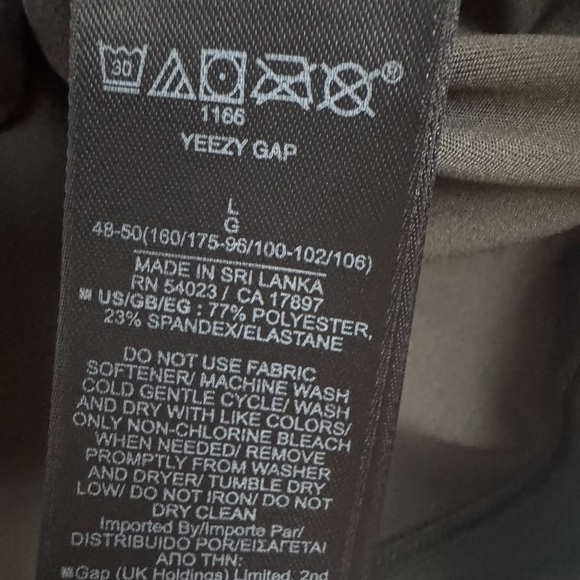 30
®
1166
YEEZY GAP
L
G
48-50(160/175-96/100-102/106)
MADE IN SRI LANKA
RN 54023 / CA 17897
US/GB/EG : 77% POLYESTER,
23% SPANDEX/ELASTANE
DO NOT USE FABRIC
SOFTENER/ MACHINE WASH
COLD GENTLE CYCLE/ WASH
AND DRY WITH LIKE COLORS/
ONLY NON-CHLORINE BLEACH
WHEN NEEDED/ REMOVE
PROMPTLY FROM WASHER
AND DRYER/ TUMBLE DRY
LOW/ DO NOT IRON/ DO NOT
DRY CLEAN
Imported By/Importe Par/
DISTRIBUIDO POR/ΕΙΣΑΓΕΤΑΙ
ΑΠΟ ΤΗΝ:
Gap (UK Holdings) Limited, 2nd